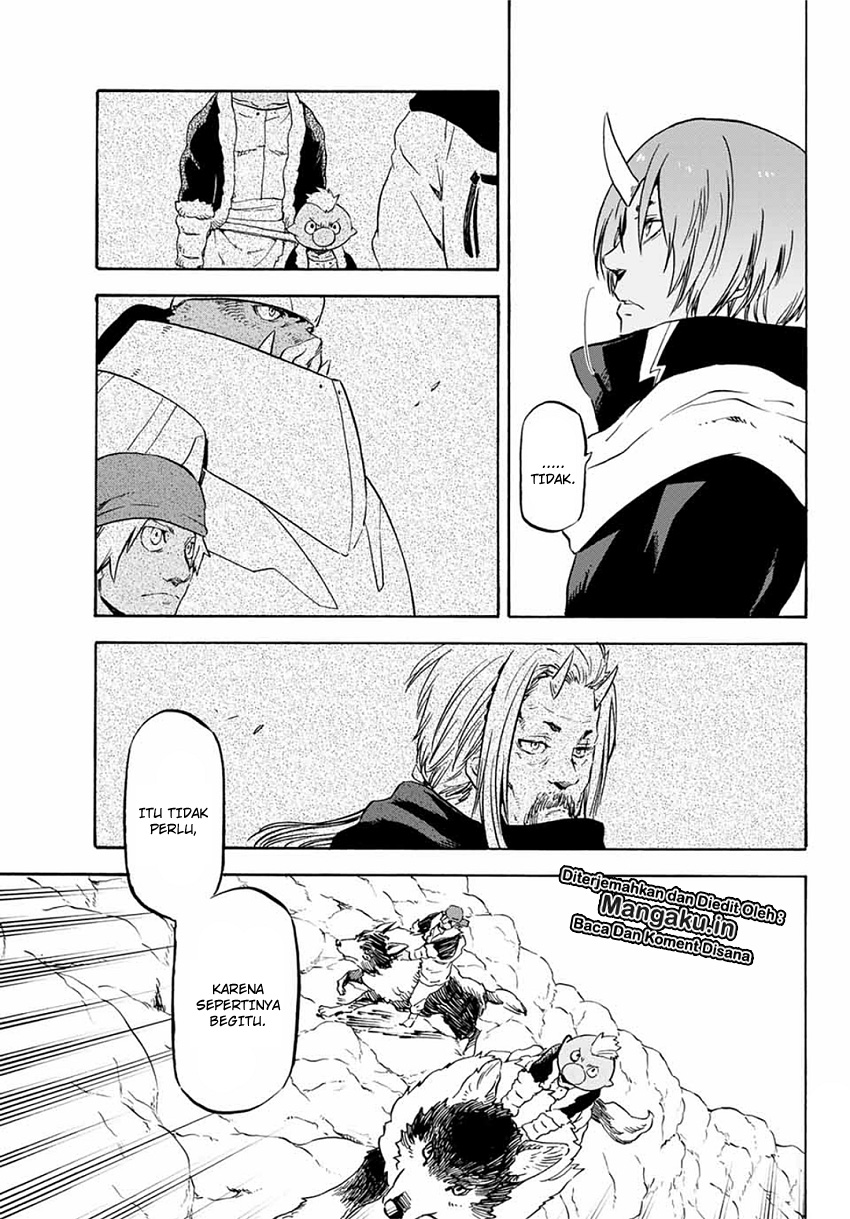 .....
TIDAK.
ITU TIDAK
PERLU,
KARENA
SEPERTINYA
BEGITU.
Diterjemahkan dan Diedit Oleh :
Mangaku.in
Baca Dan Koment Disana